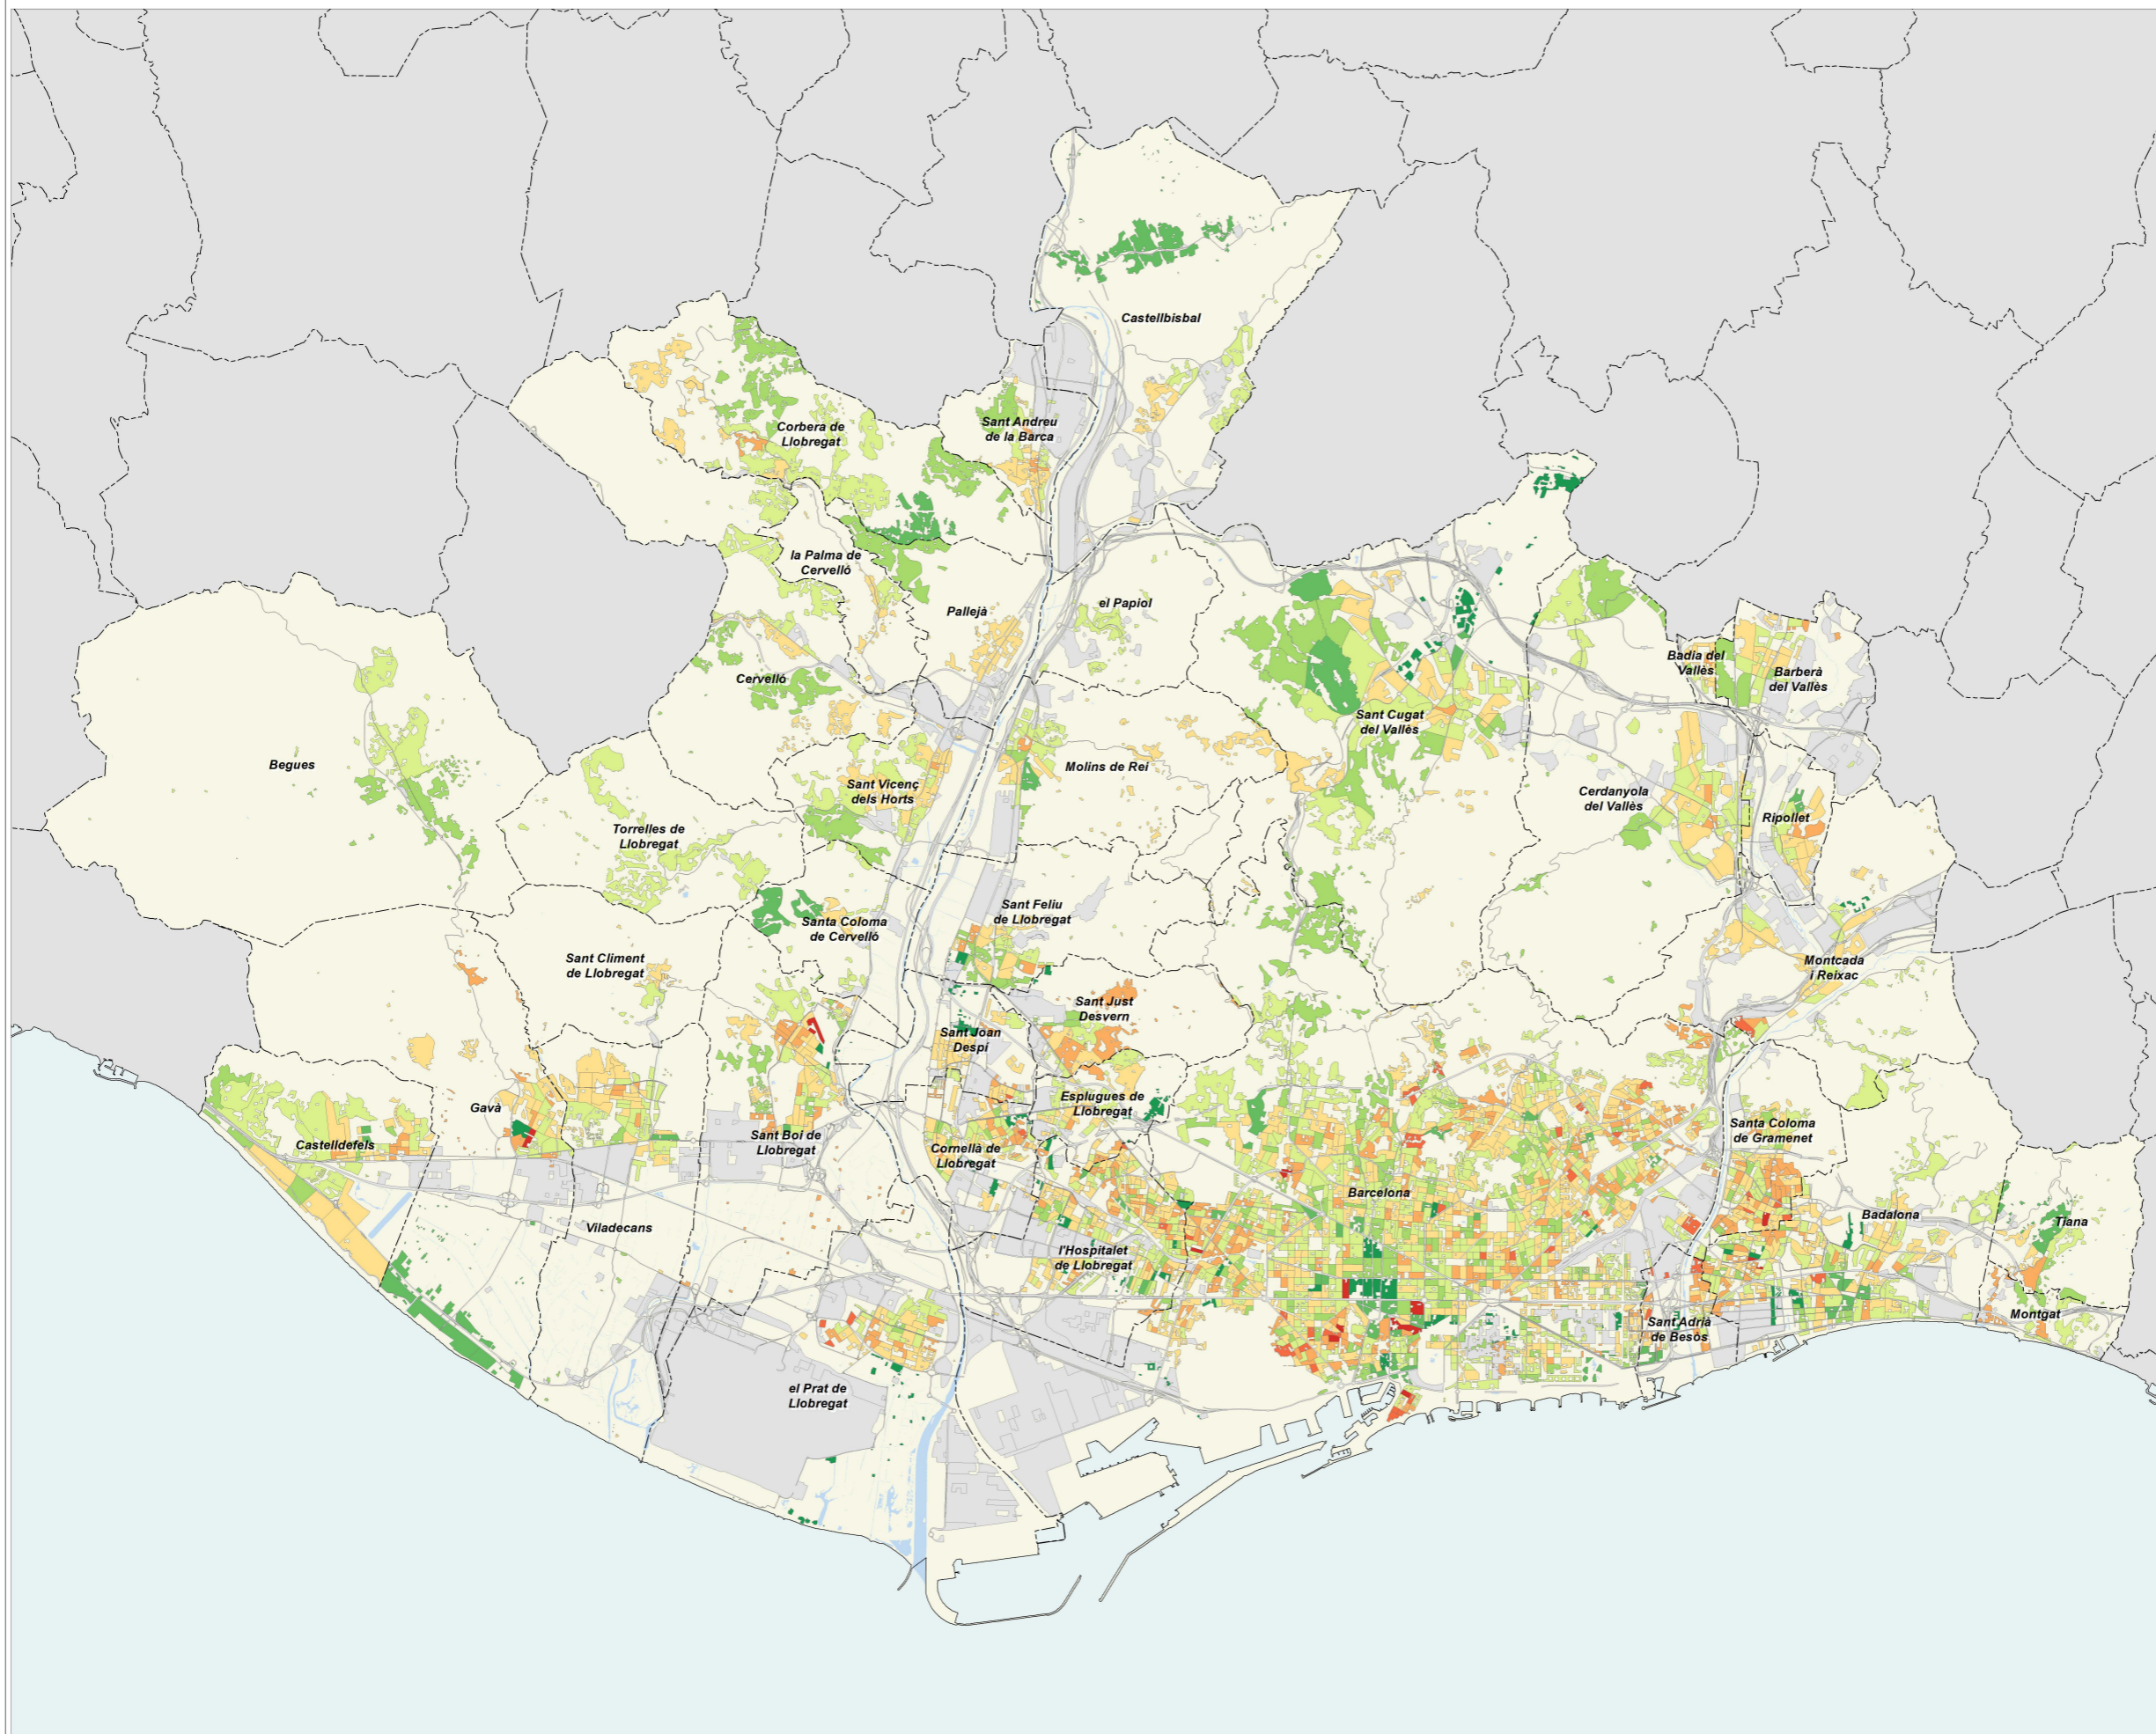 Castellbisbal
Corbera de
Llobregat
Sant Andreu
de la Barca
la Palma de
Cervelló
Pallejà
el Papiol
Cervelló
Badia del
Vallès
Barberà
del Vallès
Sant Cugat
del Vallès
Begues
Molins de Rei
Sant Vicenç
dels Horts
Cerdanyola
del Vallès
Ripollet
Torrelles de
Llobregat
Sant Feliu
de Llobregat
Santa Coloma
de Cervelló
Sant Climent
de Llobregat
Montcada
i Reixac
Sant Just
Desvern
Sant Joan
Despí
Gavà
Esplugues de
Llobregat
Castelldefels
Sant Boi de
Llobregat
Cornellà de
Llobregat
Santa Coloma
de Gramenet
Barcelona
Viladecans
Badalona
Tiana
l'Hospitalet
de Llobregat
Montgat
Sant Adrià
de Besòs
el Prat de
Llobregat